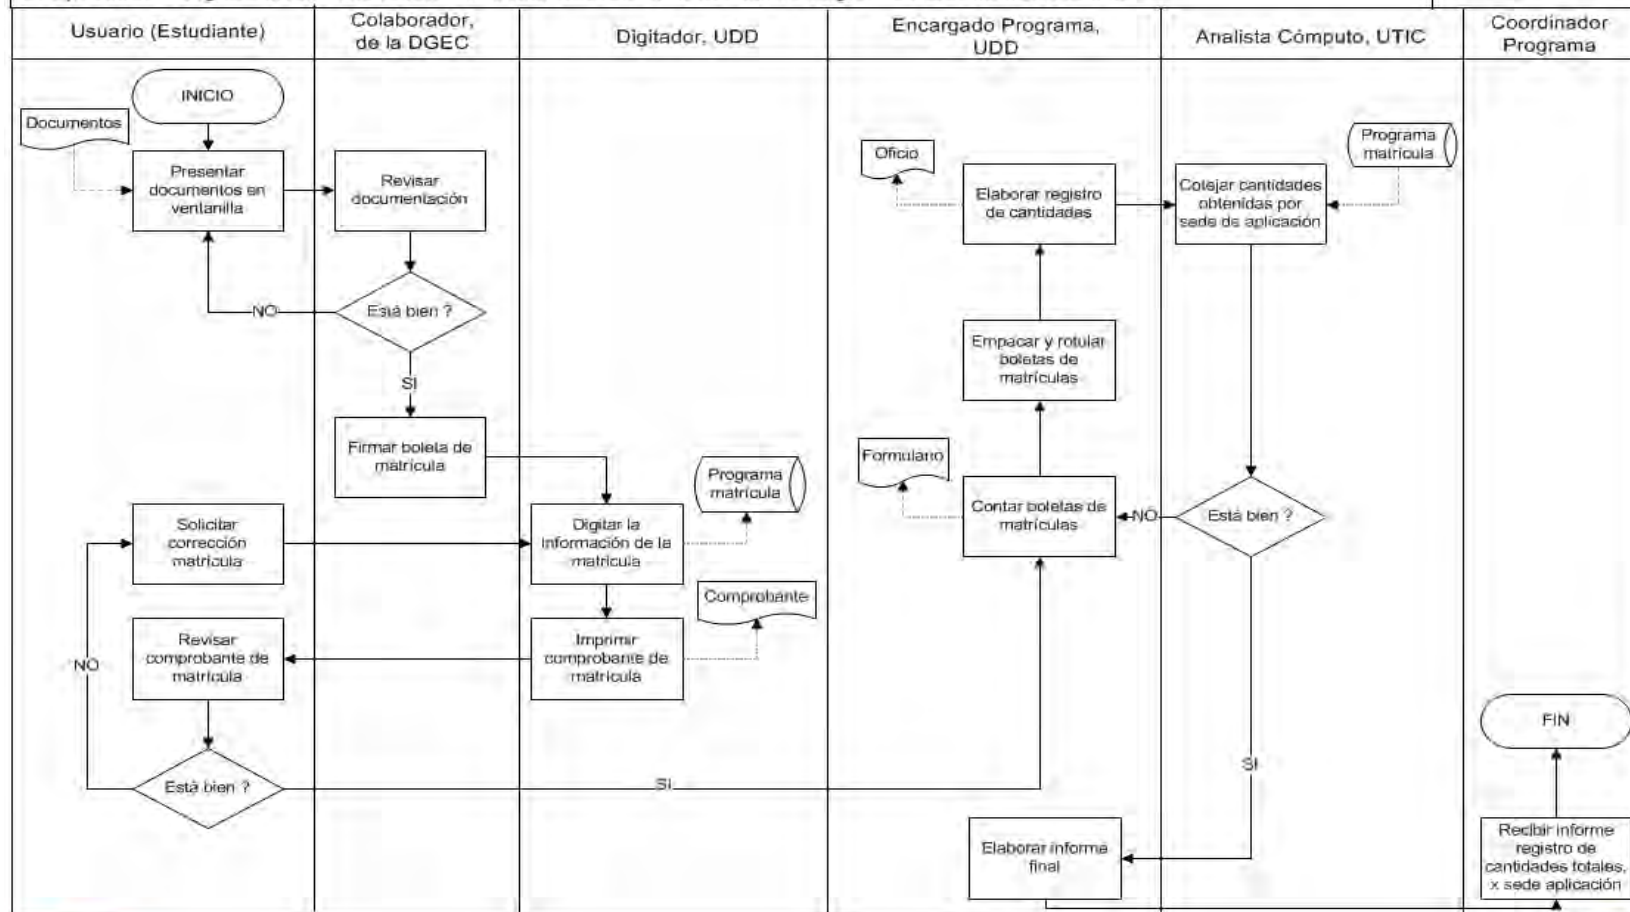 Usuario (Estudiante)
Colaborador,
de la DGEC
Digitador, UDD
Encargado Programa,
UDD
Analista Cómputo, UTIC
Coordinador
Programa
INICIO
Documentos
Presentar
documentos en
ventanilla
Revisar
documentación
Está bien ?
NO
SI
Firmar boleta de
matrícula
Solicitar
corrección
matrícula
Digitar la
información de la
matrícula
Programa
matrícula
Comprobante
Imprimir
comprobante de
matrícula
Revisar
comprobante de
matrícula
NO
Está bien ?
SI
Oficio
Elaborar registro
de cantidades
Empacar y rotular
boletas de
matrículas
Formulario
Contar boletas de
matrículas
Programa
matrícula
Cotejar cantidades
obtenidas por
sede de aplicación
NO
Está bien ?
SI
Elaborar informe
final
FIN
Recibir informe
registro de
cantidades totales,
x sede aplicación